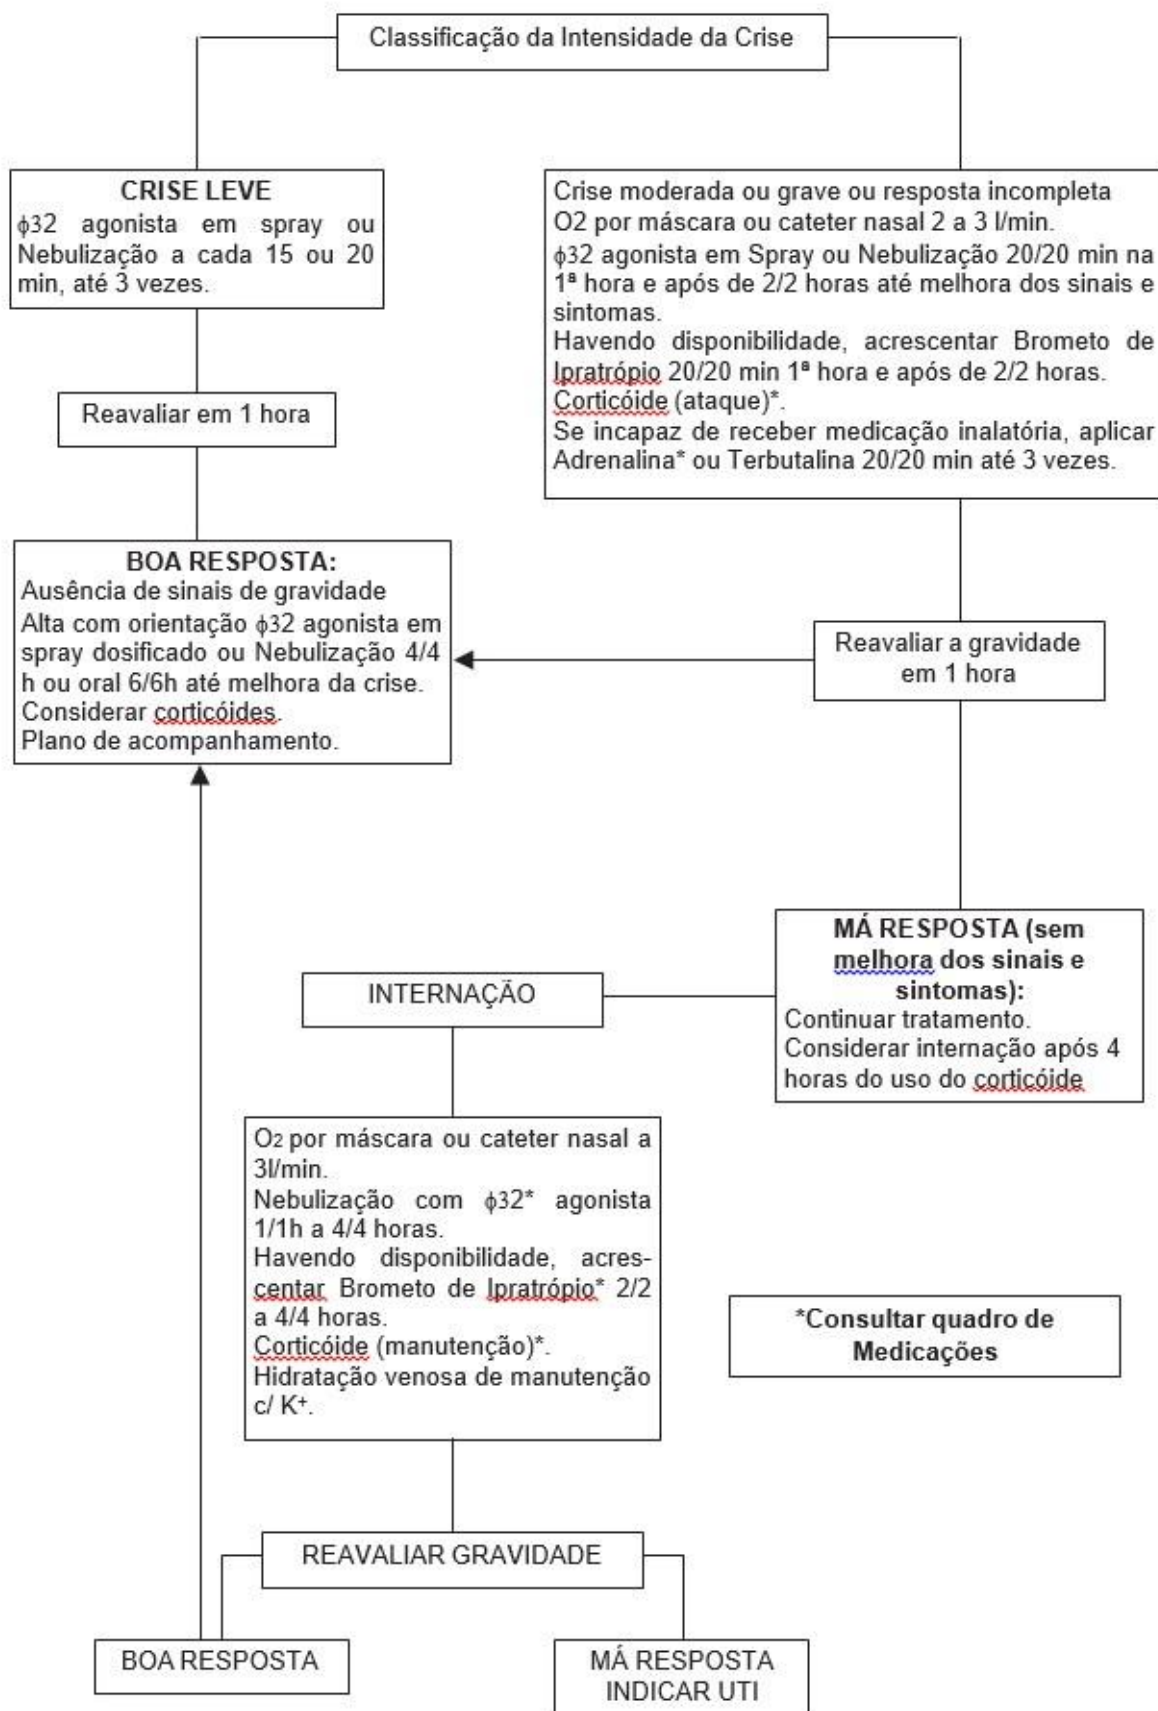 Classificação da Intensidade da Crise
CRISE LEVE
ϕ32 agonista em spray ou
Nebulização a cada 15 ou 20
min, até 3 vezes.
Crise moderada ou grave ou resposta incompleta
O2 por máscara ou cateter nasal 2 a 3 l/min.
ϕ32 agonista em Spray ou Nebulização 20/20 min na
1ª hora e após de 2/2 horas até melhora dos sinais e
sintomas.
Havendo disponibilidade, acrescentar Brometo de
Ipratrópio 20/20 min 1ª hora e após de 2/2 horas.
Corticóide (ataque)*.
Se incapaz de receber medicação inalatória, aplicar
Adrenalina* ou Terbutalina 20/20 min até 3 vezes.
Reavaliar em 1 hora
BOA RESPOSTA:
Ausência de sinais de gravidade
Alta com orientação ϕ32 agonista em
spray dosificado ou Nebulização 4/4
h ou oral 6/6h até melhora da crise.
Considerar corticóides.
Plano de acompanhamento.
Reavaliar a gravidade
em 1 hora
MÁ RESPOSTA (sem
melhora dos sinais e
sintomas):
Continuar tratamento.
Considerar internação após 4
horas do uso do corticóide
INTERNAÇÃO
O2 por máscara ou cateter nasal a
3l/min.
Nebulização com ϕ32* agonista
1/1h a 4/4 horas.
Havendo disponibilidade, acres-
centar Brometo de Ipratrópio* 2/2
a 4/4 horas.
Corticóide (manutenção)*.
Hidratação venosa de manutenção
c/ K⁺.
*Consultar quadro de
Medicações
REAVALIAR GRAVIDADE
BOA RESPOSTA
MÁ RESPOSTA
INDICAR UTI